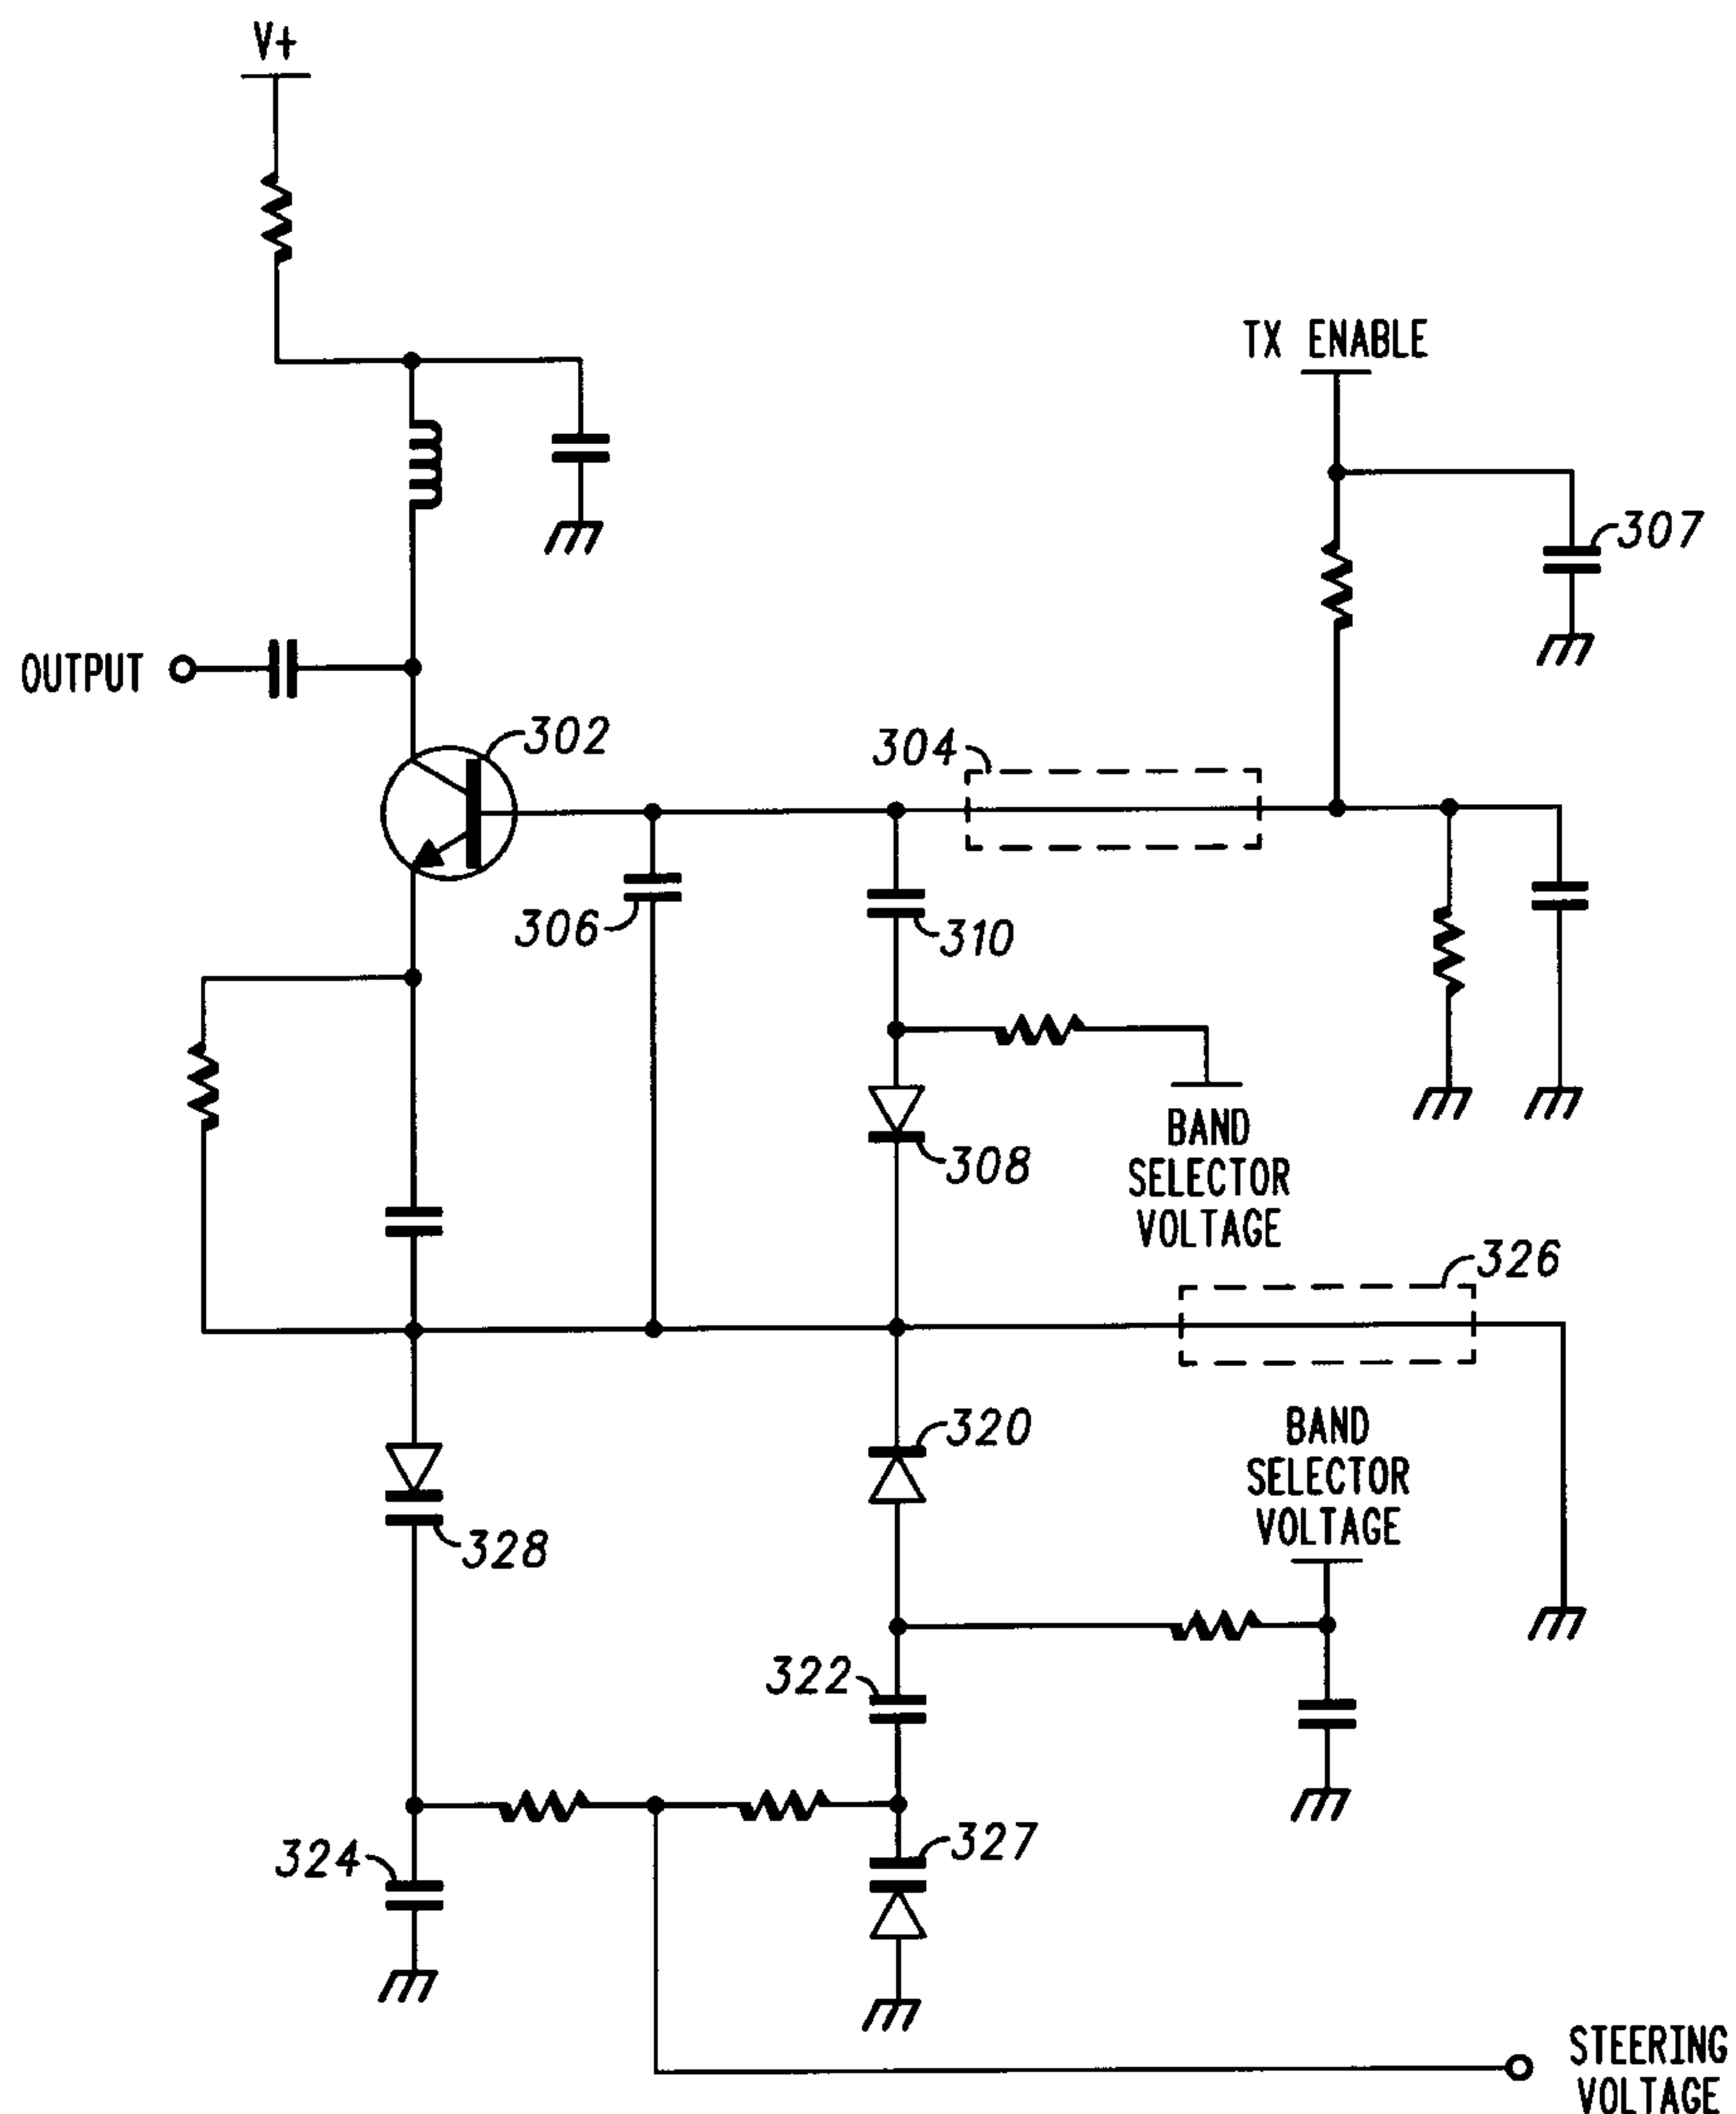 V+
TX ENABLE
307
OUTPUT
302
304
306
310
308
BAND
SELECTOR
VOLTAGE
326
320
BAND
SELECTOR
VOLTAGE
328
322
327
324
STEERING
VOLTAGE